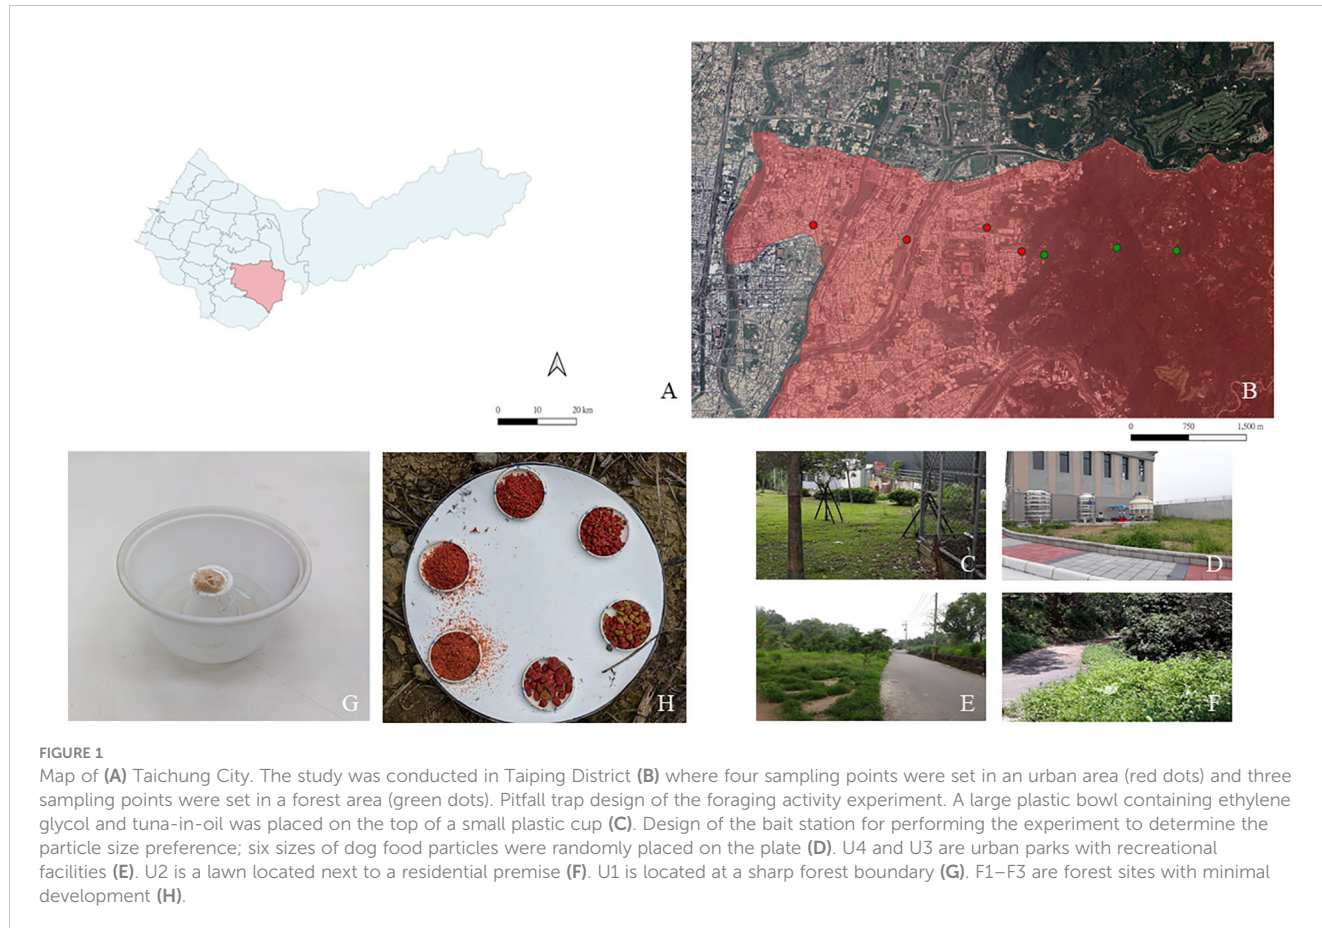 A
B
0 10 20 km
0 750 1,500 m
G
H
C
D
E
F
FIGURE 1
Map of (A) Taichung City. The study was conducted in Taiping District (B) where four sampling points were set in an urban area (red dots) and three
sampling points were set in a forest area (green dots). Pitfall trap design of the foraging activity experiment. A large plastic bowl containing ethylene
glycol and tuna-in-oil was placed on the top of a small plastic cup (C). Design of the bait station for performing the experiment to determine the
particle size preference; six sizes of dog food particles were randomly placed on the plate (D). U4 and U3 are urban parks with recreational
facilities (E). U2 is a lawn located next to a residential premise (F). U1 is located at a sharp forest boundary (G). F1–F3 are forest sites with minimal
development (H).